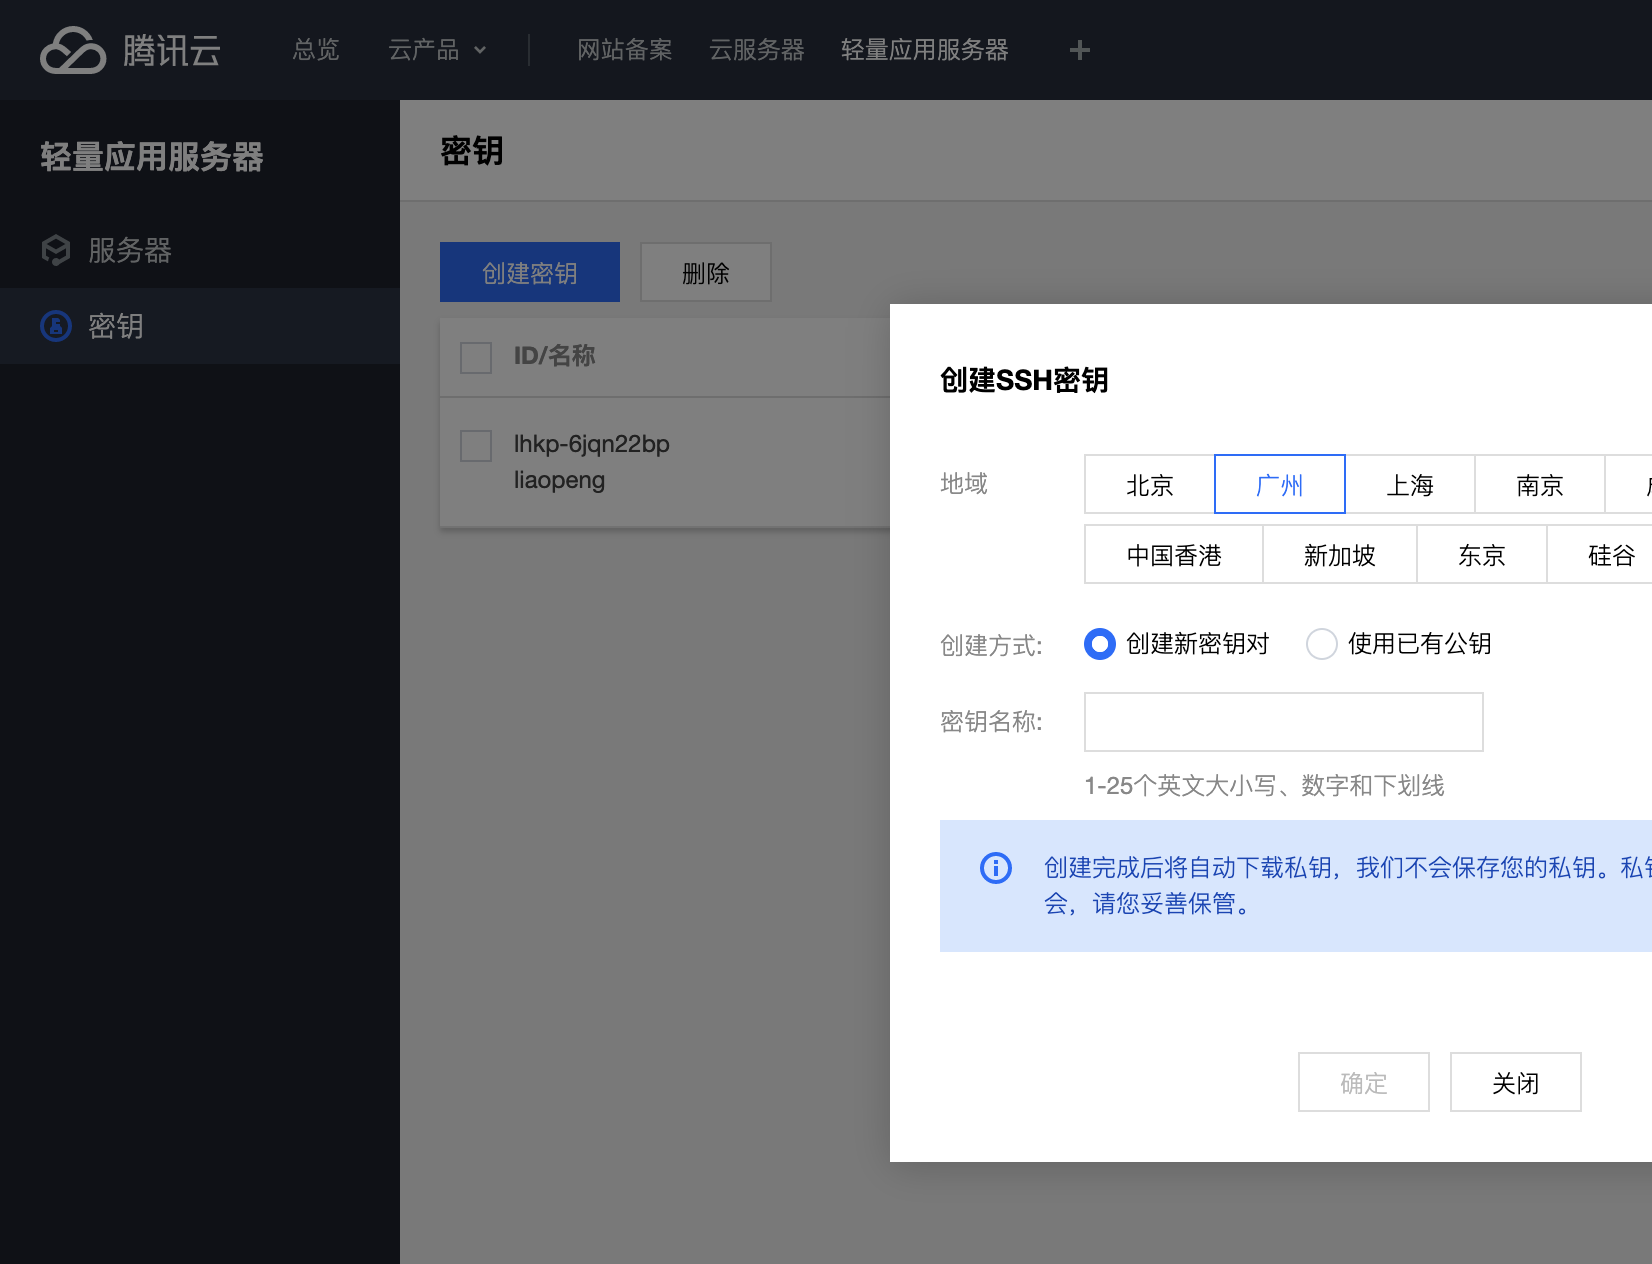 腾讯云
总览 云产品 网站备案 云服务器 轻量应用服务器 +
轻量应用服务器
服务器
密钥
密钥
创建密钥 删除
ID/名称
lhkp-6jqn22bp
liaopeng
创建SSH密钥
地域 北京 广州 上海 南京
中国香港 新加坡 东京 硅谷
创建方式: 创建新密钥对 使用已有公钥
密钥名称:
1-25个英文大小写、数字和下划线
创建完成后将自动下载私钥，我们不会保存您的私钥。私
会，请您妥善保管。
确定 关闭